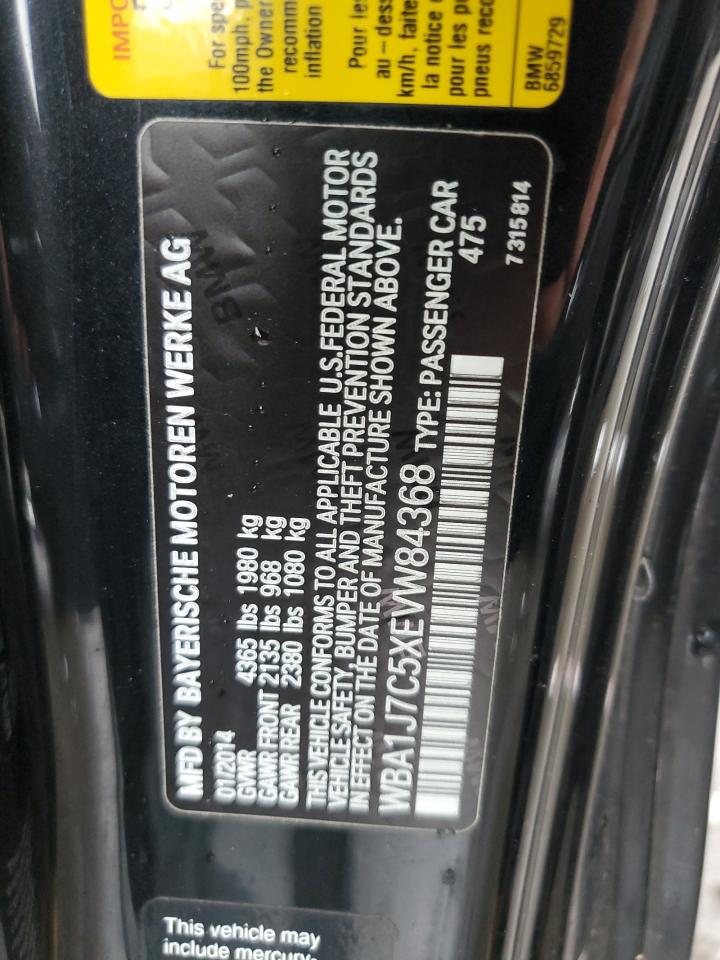 IMPO
For spe
100mph, p
the Owner
recomm
inflation
Pour les
au - dess
km/h, faite
la notice d
pour les p
pneus reco
BMW
6859729
MFD BY BAYERISCHE MOTOREN WERKE AG
01/2014
GVWR 4365 lbs 1980 kg
GAWR FRONT 2135 lbs 968 kg
GAWR REAR 2380 lbs 1080 kg
THIS VEHICLE CONFORMS TO ALL APPLICABLE U.S.FEDERAL MOTOR
VEHICLE SAFETY, BUMPER AND THEFT PREVENTION STANDARDS
IN EFFECT ON THE DATE OF MANUFACTURE SHOWN ABOVE.
WBA1J7C5XEVW84368 TYPE: PASSENGER CAR
475
7 315 814
BMW
This vehicle may
include mercury